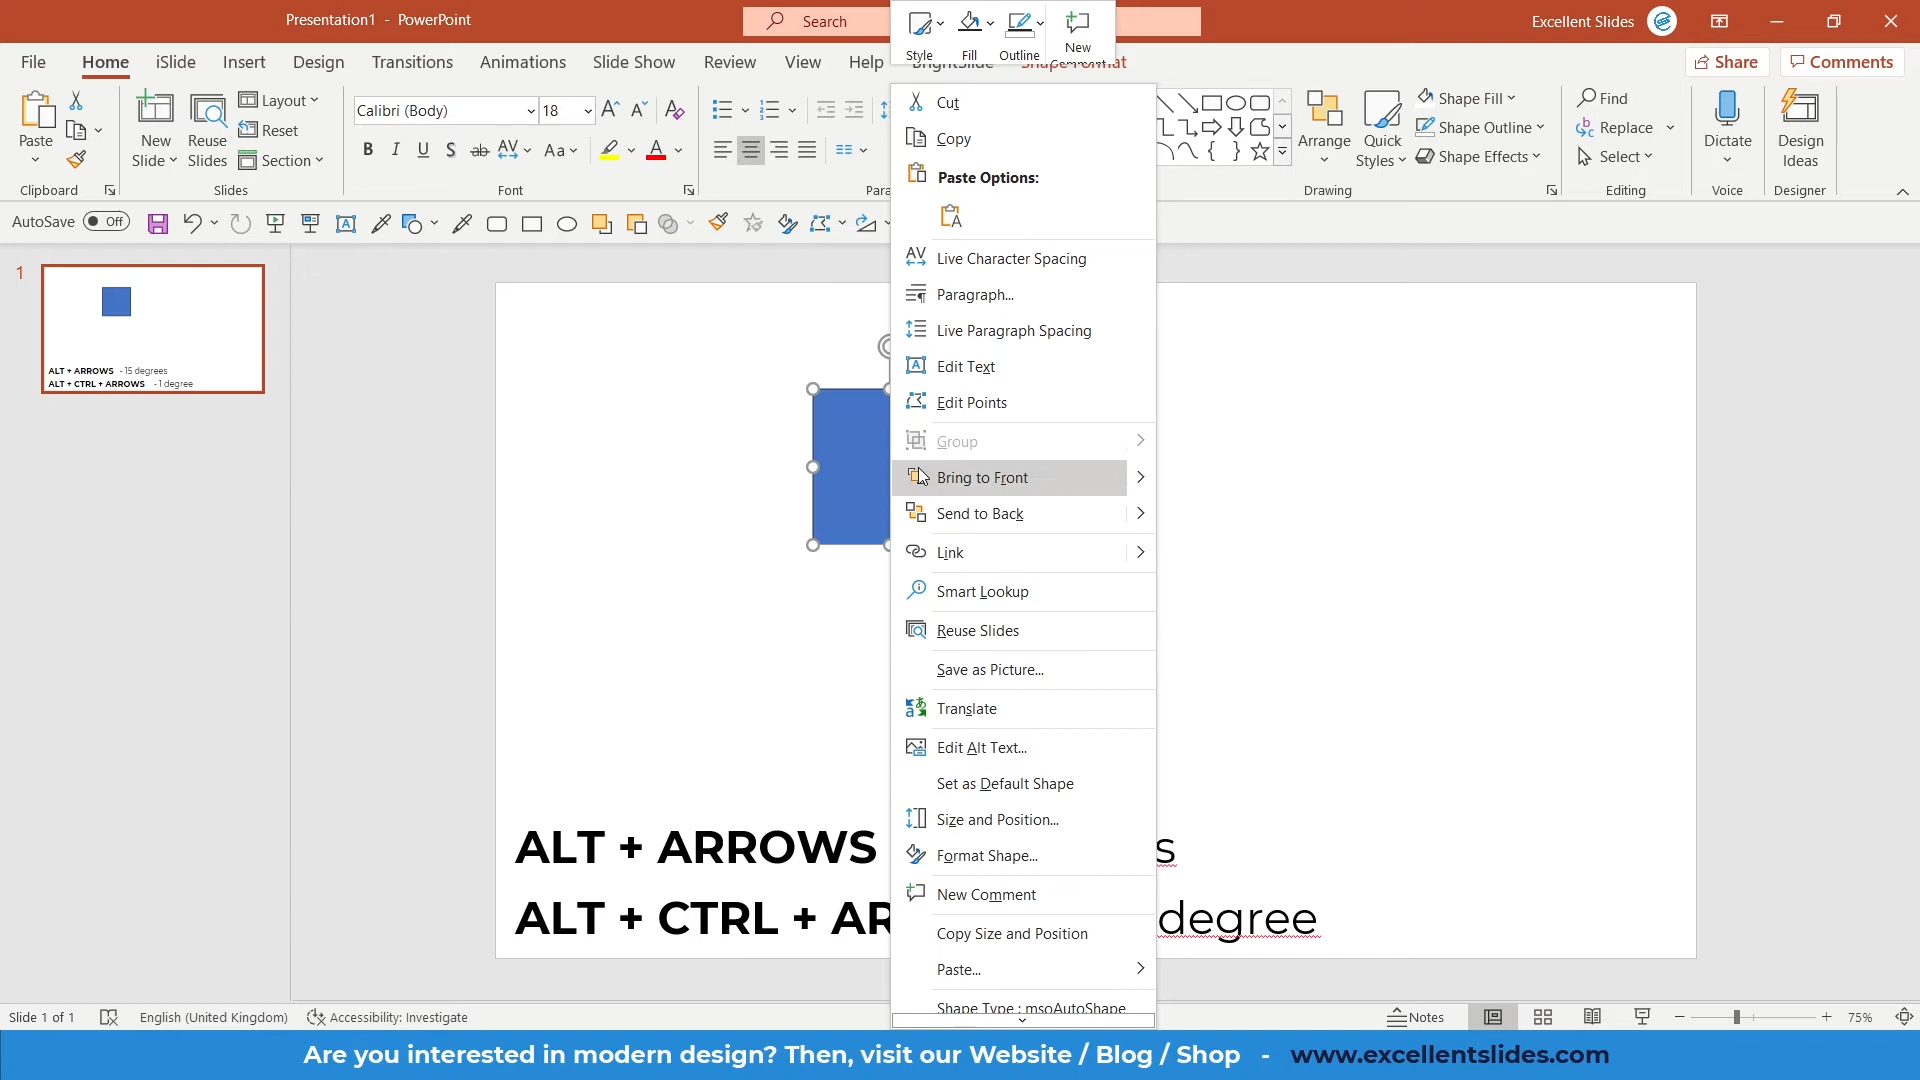 Presentation1 - PowerPoint
Search
Excellent Slides
Style
Fill
Outline
New
File
Home
iSlide
Insert
Design
Transitions
Animations
Slide Show
Review
View
Help
Share
Comments
Paste
New
Slide
Reuse
Slides
Layout
Reset
Section
Calibri (Body)
18
Arrange
Quick
Styles
Shape Fill
Shape Outline
Shape Effects
Find
Replace
Select
Dictate
Design
Ideas
Clipboard
Slides
Font
Drawing
Editing
Voice
Designer
AutoSave
Off
Cut
Copy
Paste Options:
Live Character Spacing
Paragraph...
Live Paragraph Spacing
Edit Text
Edit Points
Group
Bring to Front
Send to Back
Link
Smart Lookup
Reuse Slides
Save as Picture...
Translate
Edit Alt Text...
Set as Default Shape
Size and Position...
Format Shape...
New Comment
Copy Size and Position
Paste...
Shape Type : msoAutoShape
1
ALT + ARROWS - 15 degrees
ALT + CTRL + ARROWS - 1 degree
ALT + ARROWS
ALT + CTRL + AR degree
Slide 1 of 1
English (United Kingdom)
Accessibility: Investigate
Notes
75%
Are you interested in modern design? Then, visit our Website / Blog / Shop - www.excellentslides.com